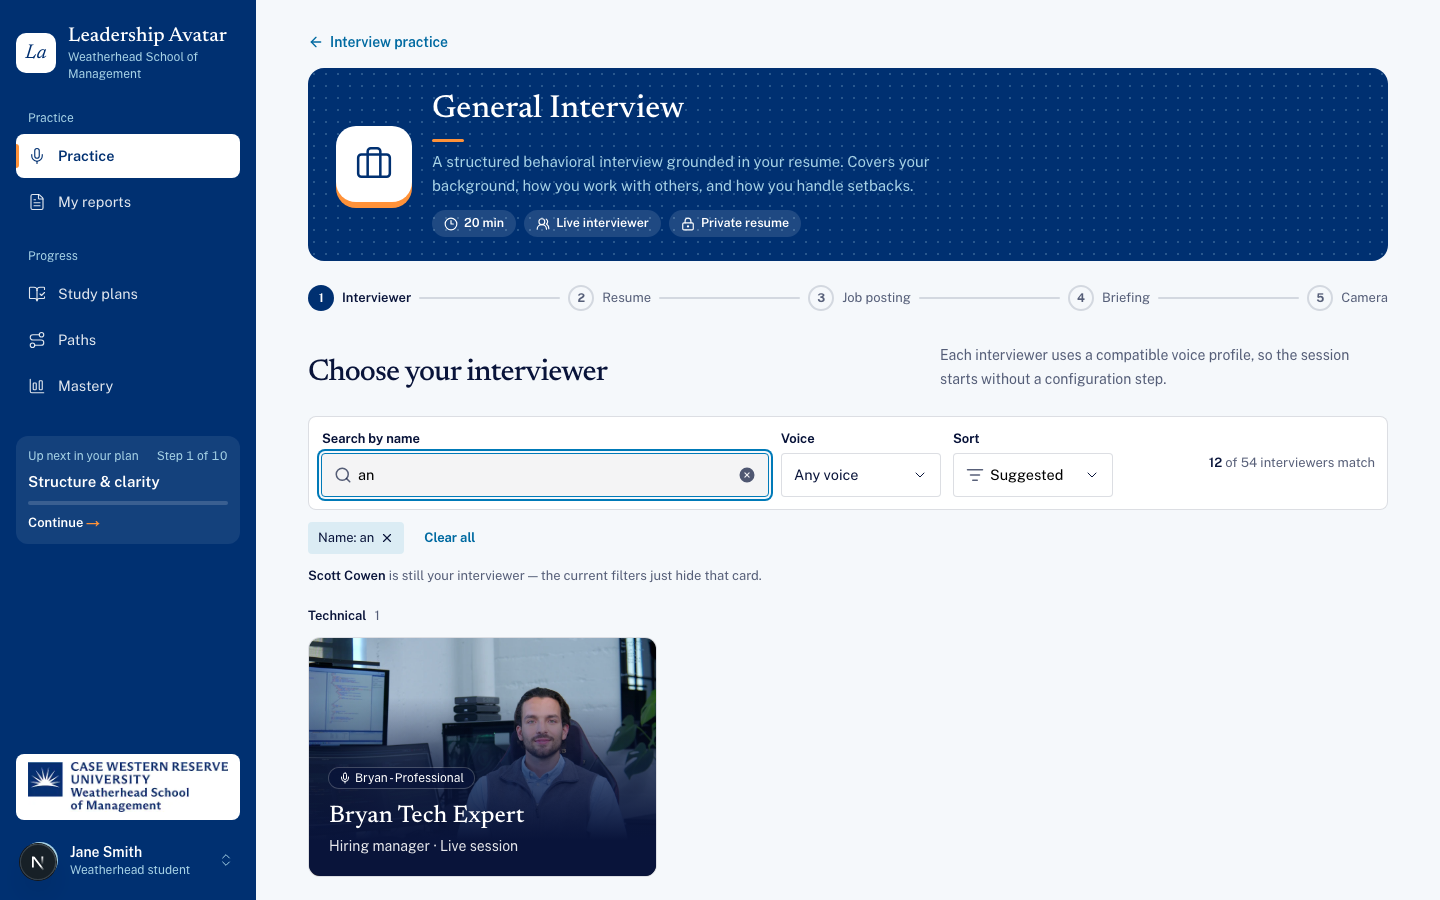 La
Leadership Avatar
Weatherhead School of
Management
Practice
Practice
My reports
Progress
Study plans
Paths
Mastery
Up next in your plan Step 1 of 10
Structure & clarity
Continue →
CASE WESTERN RESERVE
UNIVERSITY
Weatherhead School
of Management
N
Jane Smith
Weatherhead student
← Interview practice
General Interview
A structured behavioral interview grounded in your resume. Covers your
background, how you work with others, and how you handle setbacks.
20 min Live interviewer Private resume
1 Interviewer 2 Resume 3 Job posting 4 Briefing 5 Camera
Choose your interviewer
Each interviewer uses a compatible voice profile, so the session
starts without a configuration step.
Search by name Voice Sort
an Any voice Suggested
12 of 54 interviewers match
Name: an Clear all
Scott Cowen is still your interviewer — the current filters just hide that card.
Technical 1
Bryan - Professional
Bryan Tech Expert
Hiring manager · Live session